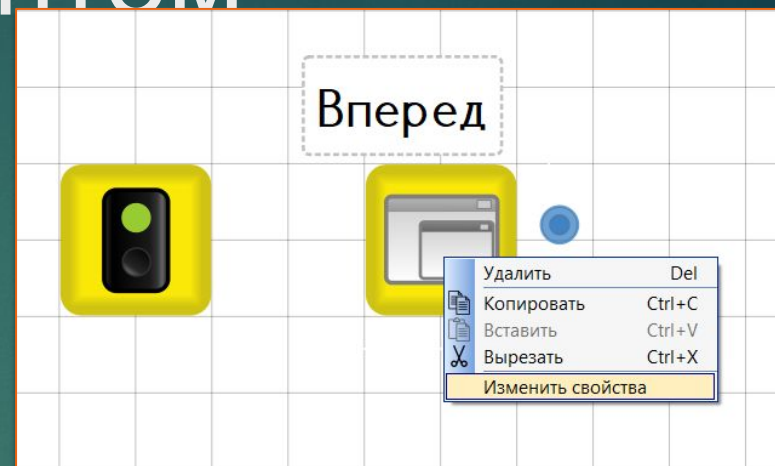 Вперед
Удалить Del
Копировать Ctrl+C
Вставить Ctrl+V
Вырезать Ctrl+X
Изменить свойства